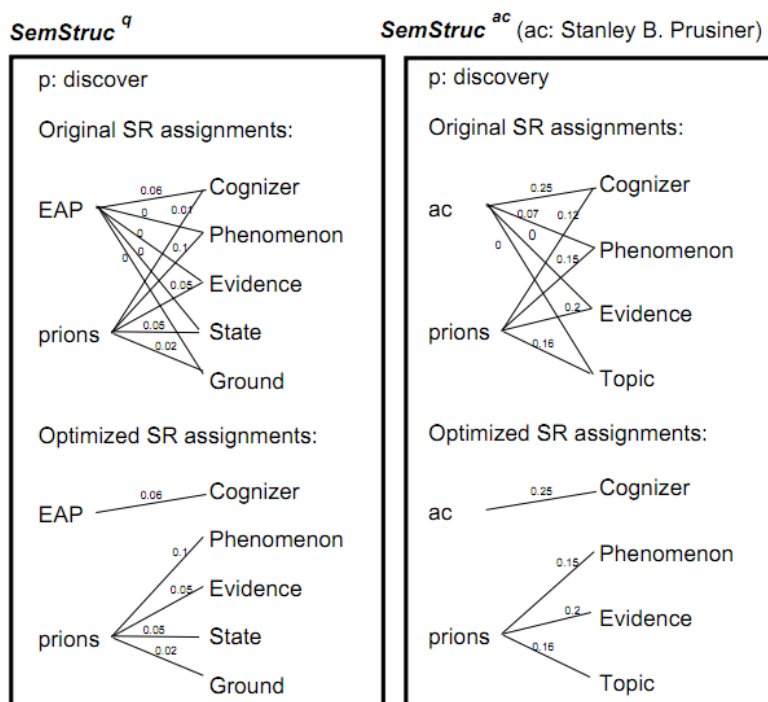 SemStruc q
p: discover
Original SR assignments:
EAP
prions
0.06
0
0
0
0
0.01
0.1
0.05
0.05
0.02
Cognizer
Phenomenon
Evidence
State
Ground
Optimized SR assignments:
EAP
prions
0.06
0.1
0.05
0.05
0.02
Cognizer
Phenomenon
Evidence
State
Ground
SemStruc ac (ac: Stanley B. Prusiner)
p: discovery
Original SR assignments:
ac
prions
0.25
0.07
0
0
0.12
0.15
0.2
0.16
Cognizer
Phenomenon
Evidence
Topic
Optimized SR assignments:
ac
prions
0.25
0.15
0.2
0.16
Cognizer
Phenomenon
Evidence
Topic